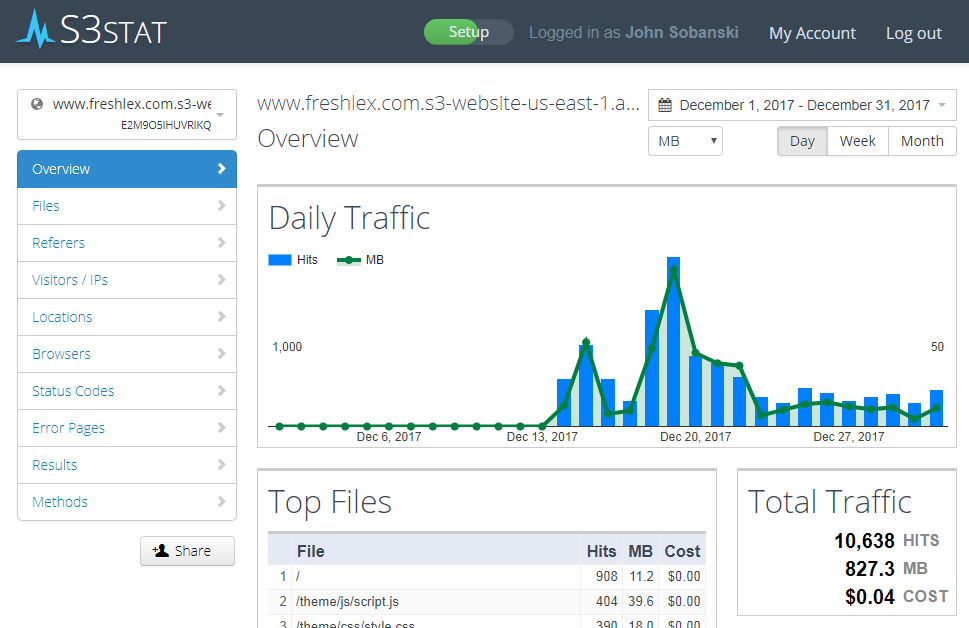 S3STAT
Setup
Logged in as John Sobanski
My Account
Log out
www.freshlex.com.s3-we
E2M9O5IHUVRIKQ
Overview
Files
Referers
Visitors / IPs
Locations
Browsers
Status Codes
Error Pages
Results
Methods
Share
www.freshlex.com.s3-website-us-east-1.a...
Overview
December 1, 2017 - December 31, 2017
MB
Day Week Month
Daily Traffic
Hits MB
1,000 50
Dec 6, 2017 Dec 13, 2017 Dec 20, 2017 Dec 27, 2017
Top Files
File Hits MB Cost
1 / 908 11.2 $0.00
2 /theme/js/script.js 404 39.6 $0.00
3 /theme/css/style.css 390 18.0 $0.00
Total Traffic
10,638 HITS
827.3 MB
$0.04 COST